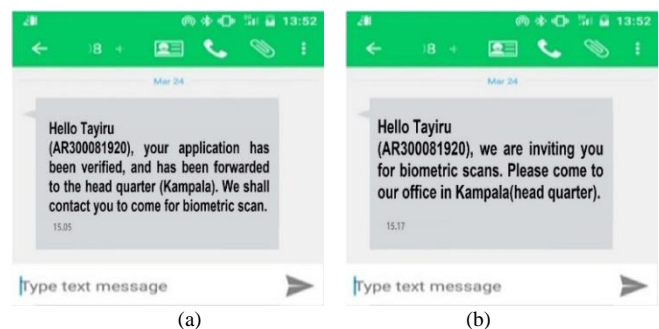 13:52
)8 +
Mar 24
Hello Tayiru
(AR300081920), your application has
been verified, and has been forwarded
to the head quarter (Kampala). We shall
contact you to come for biometric scan.
15.05
Type text message
(a)
13:52
)8 +
Mar 24
Hello Tayiru
(AR300081920), we are inviting you
for biometric scans. Please come to
our office in Kampala(head quarter).
15.17
Type text message
(b)